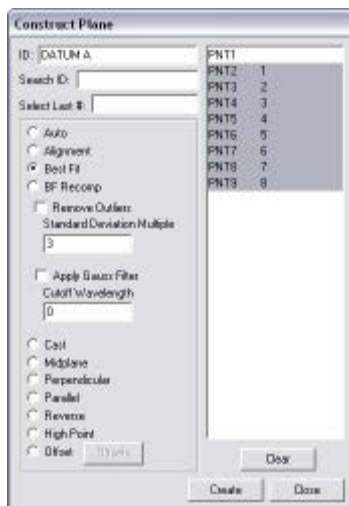 Construct Plane
ID: DATUM A
Search ID:
Select Last #:
Auto
Alignment
Best Fit
BF Recomp
Remove Outliers
Standard Deviation Multiple
3
Apply Gauss Filter
Cutoff Wavelength
0
Cast
Midplane
Perpendicular
Parallel
Reverse
High Point
Offset Offsets
PNT1
PNT2 1
PNT3 2
PNT4 3
PNT5 4
PNT6 5
PNT7 6
PNT8 7
PNT9 8
Clear
Create Close